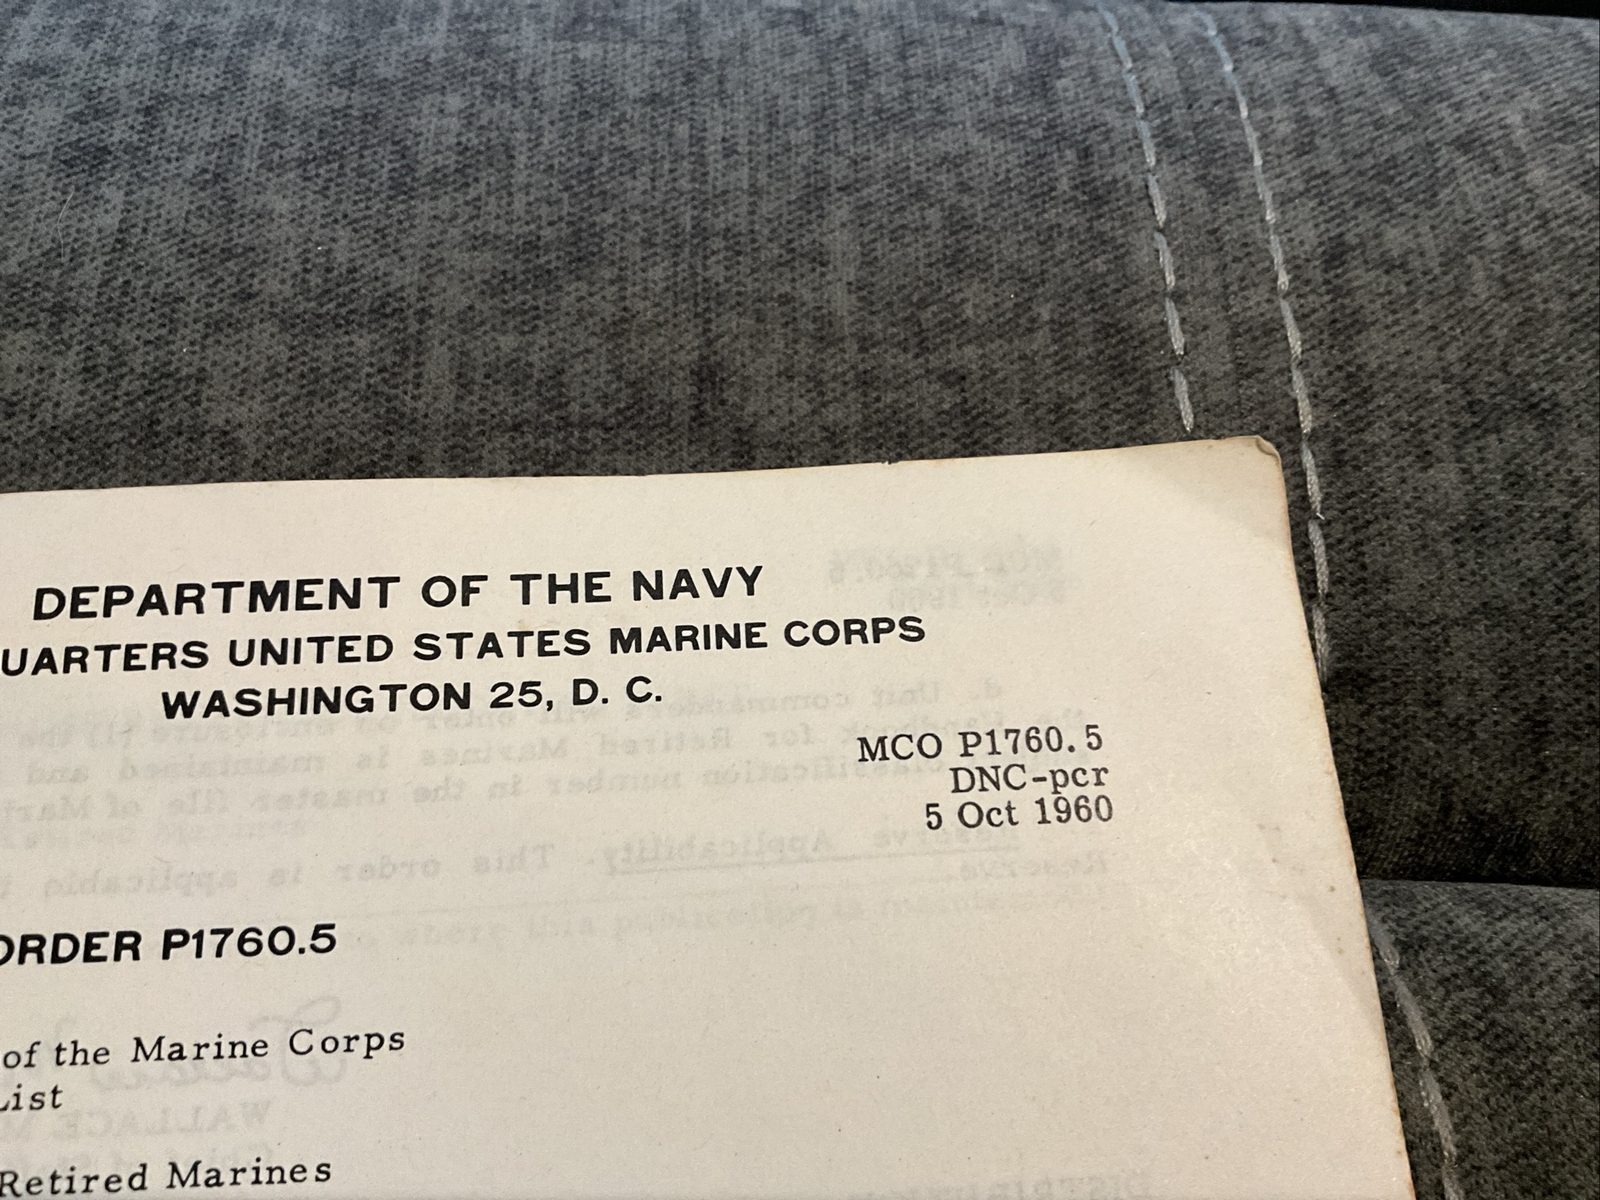 DEPARTMENT OF THE NAVY
UARTERS UNITED STATES MARINE CORPS
WASHINGTON 25, D. C.
MCO P1760.5
DNC-pcr
5 Oct 1960
ORDER P1760.5
of the Marine Corps
List
Retired Marines